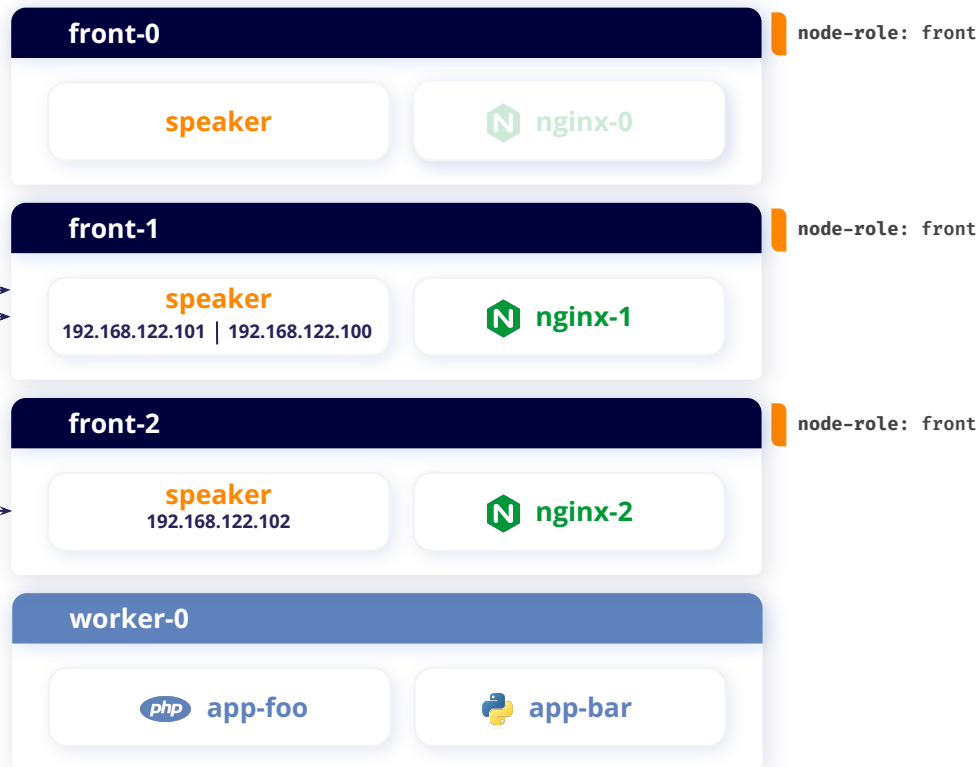 front-0
node-role: front
speaker
nginx-0
front-1
node-role: front
speaker
192.168.122.101 | 192.168.122.100
nginx-1
front-2
node-role: front
speaker
192.168.122.102
nginx-2
worker-0
php app-foo
app-bar